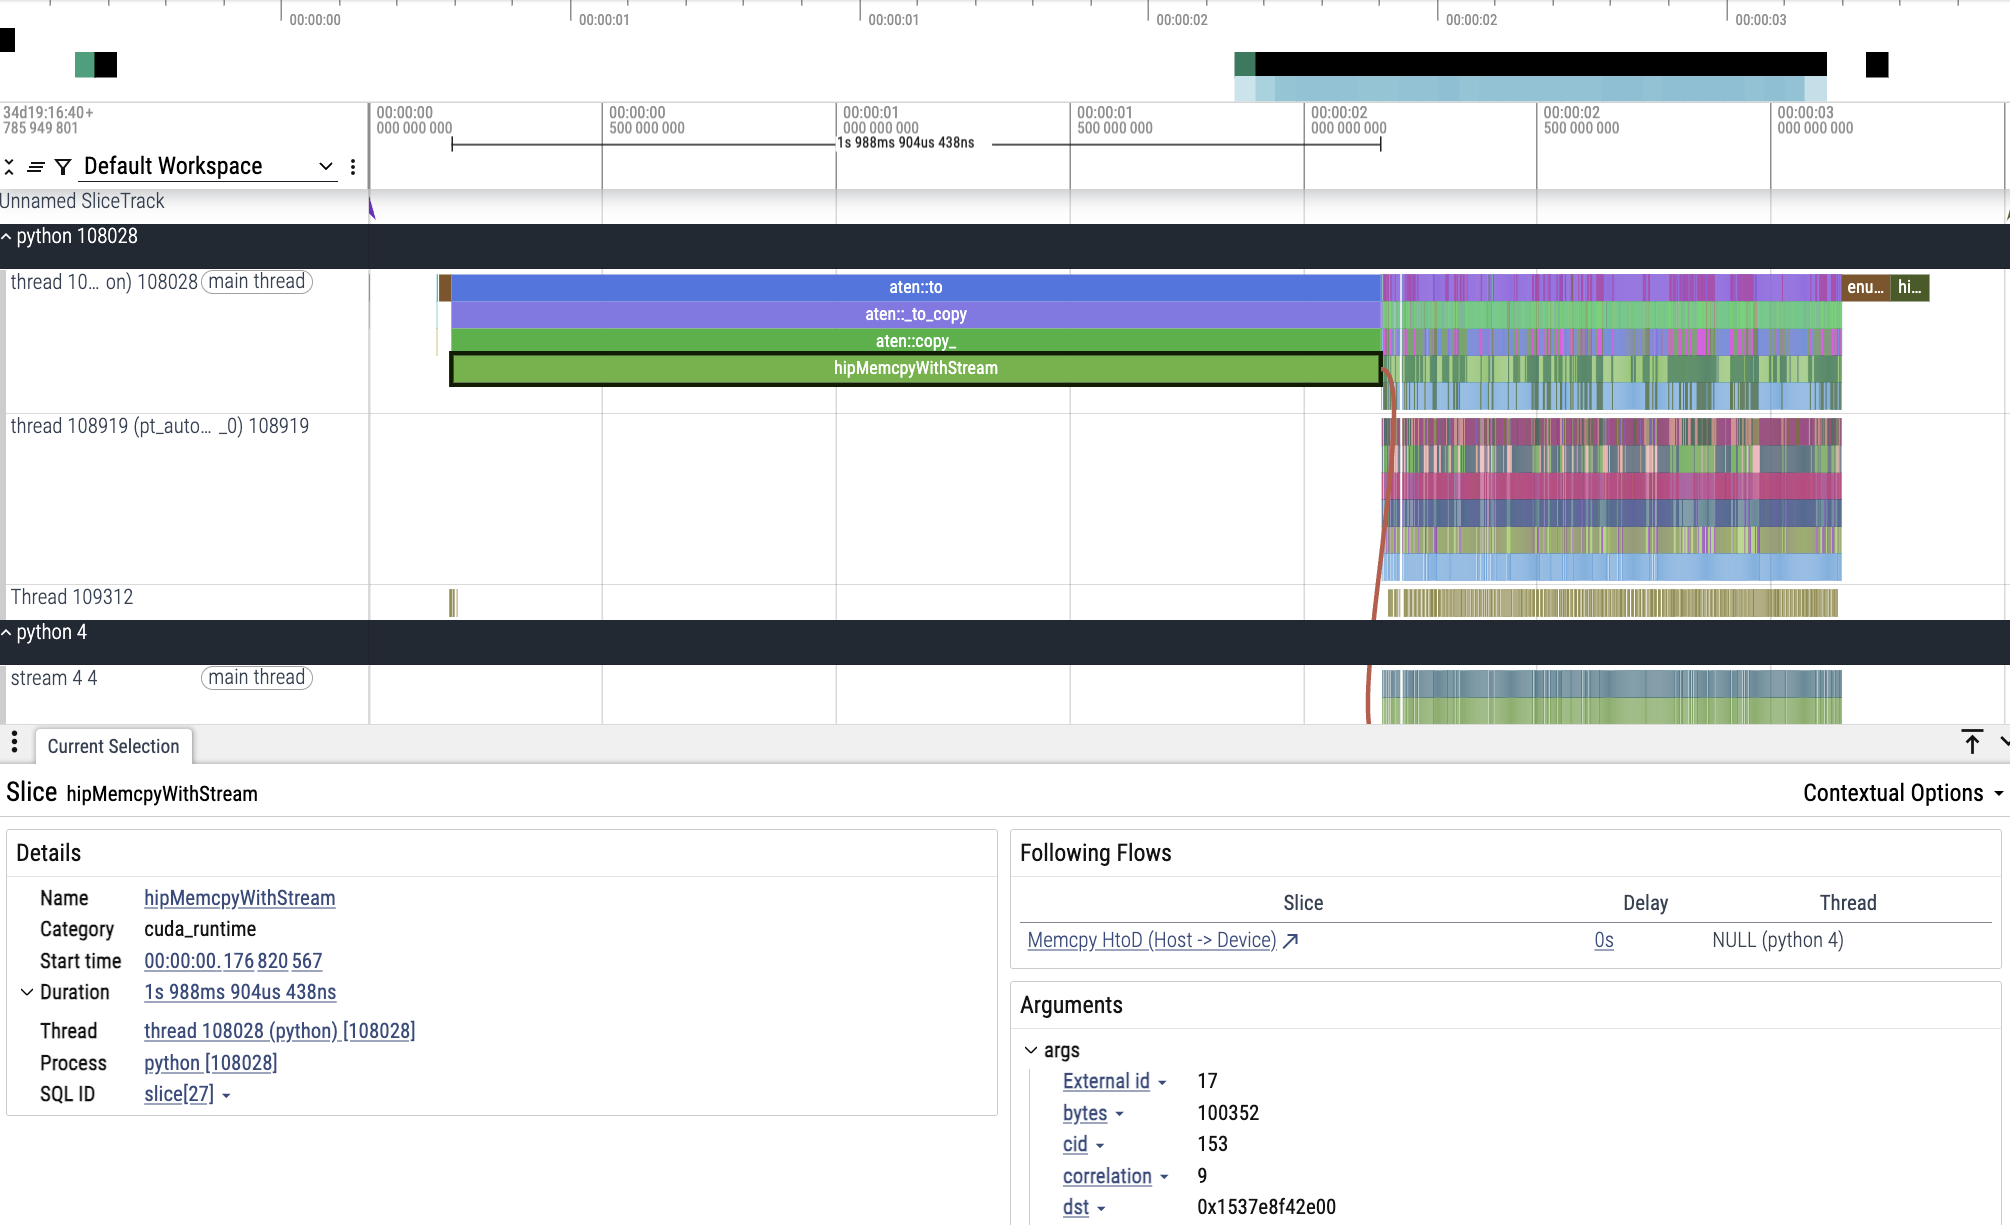 00:00:00 00:00:01 00:00:01 00:00:02 00:00:02 00:00:03
34d19:16:40+ 00:00:00 00:00:00 00:00:01 00:00:01 00:00:02 00:00:02 00:00:03
785 949 801 000 000 000 500 000 000 000 000 000 500 000 000 000 000 000 500 000 000 000 000 000
1s 988ms 904us 438ns
Default Workspace
Unnamed SliceTrack
python 108028
thread 10... on) 108028 main thread
aten::to
enu... hi...
aten::_to_copy
aten::copy_
hipMemcpyWithStream
thread 108919 (pt_auto... _0) 108919
Thread 109312
python 4
stream 4 4 main thread
Current Selection
Slice hipMemcpyWithStream
Contextual Options
Details
Name hipMemcpyWithStream
Category cuda_runtime
Start time 00:00:00.176 820 567
Duration 1s 988ms 904us 438ns
Thread thread 108028 (python) [108028]
Process python [108028]
SQL ID slice[27]
Following Flows
Slice Delay Thread
Memcpy HtoD (Host -> Device) 0s NULL (python 4)
Arguments
args
External id 17
bytes 100352
cid 153
correlation 9
dst 0x1537e8f42e00